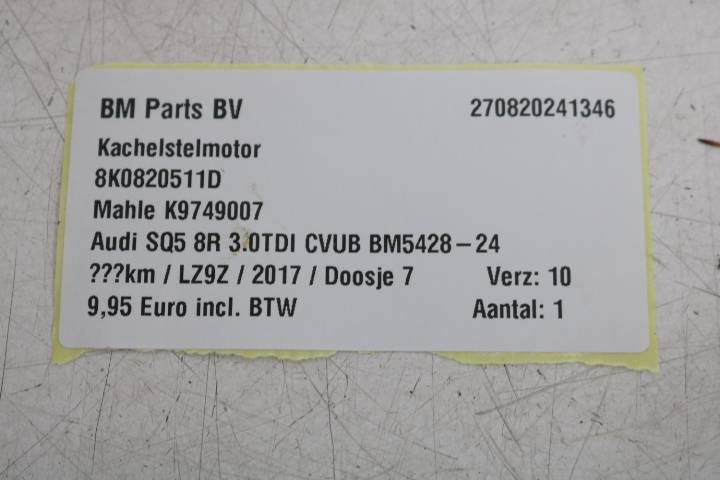 BM Parts BV 270820241346
Kachelstelmotor
8K0820511D
Mahle K9749007
Audi SQ5 8R 3.0TDI CVUB BM5428-24
???km / LZ9Z / 2017 / Doosje 7 Verz: 10
9,95 Euro incl. BTW Aantal: 1